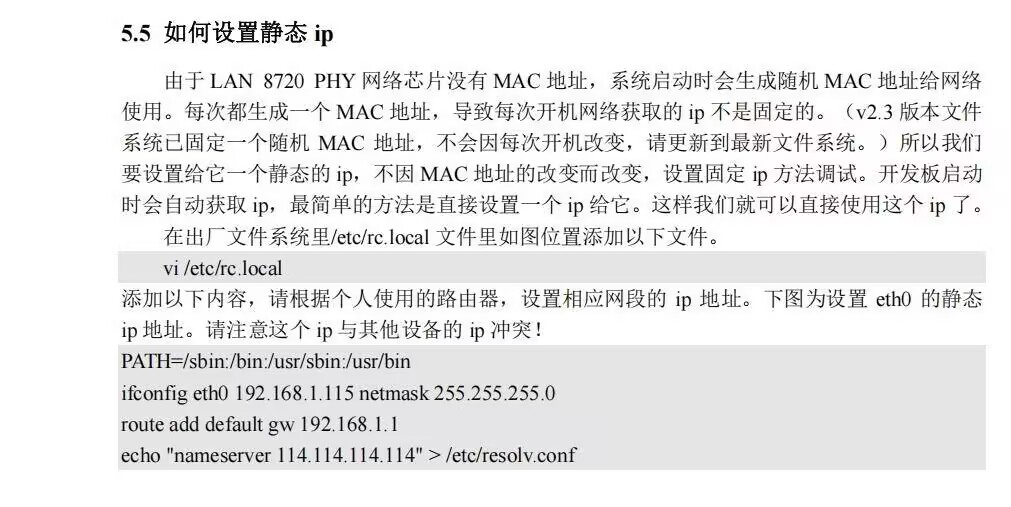 5.5 如何设置静态 ip
由于 LAN 8720 PHY 网络芯片没有 MAC 地址，系统启动时会生成随机 MAC 地址给网络
使用。每次都生成一个 MAC 地址，导致每次开机网络获取的 ip 不是固定的。（v2.3 版本文件
系统已固定一个随机 MAC 地址，不会因每次开机改变，请更新到最新文件系统。）所以我们
要设置给它一个静态的 ip，不因 MAC 地址的改变而改变，设置固定 ip 方法调试。开发板启动
时会自动获取 ip，最简单的方法是直接设置一个 ip 给它。这样我们就可以直接使用这个 ip 了。
在出厂文件系统里/etc/rc.local 文件里如图位置添加以下文件。
vi /etc/rc.local
添加以下内容，请根据个人使用的路由器，设置相应网段的 ip 地址。下图为设置 eth0 的静态
ip 地址。请注意这个 ip 与其他设备的 ip 冲突！
PATH=/sbin:/bin:/usr/sbin:/usr/bin
ifconfig eth0 192.168.1.115 netmask 255.255.255.0
route add default gw 192.168.1.1
echo "nameserver 114.114.114.114" > /etc/resolv.conf